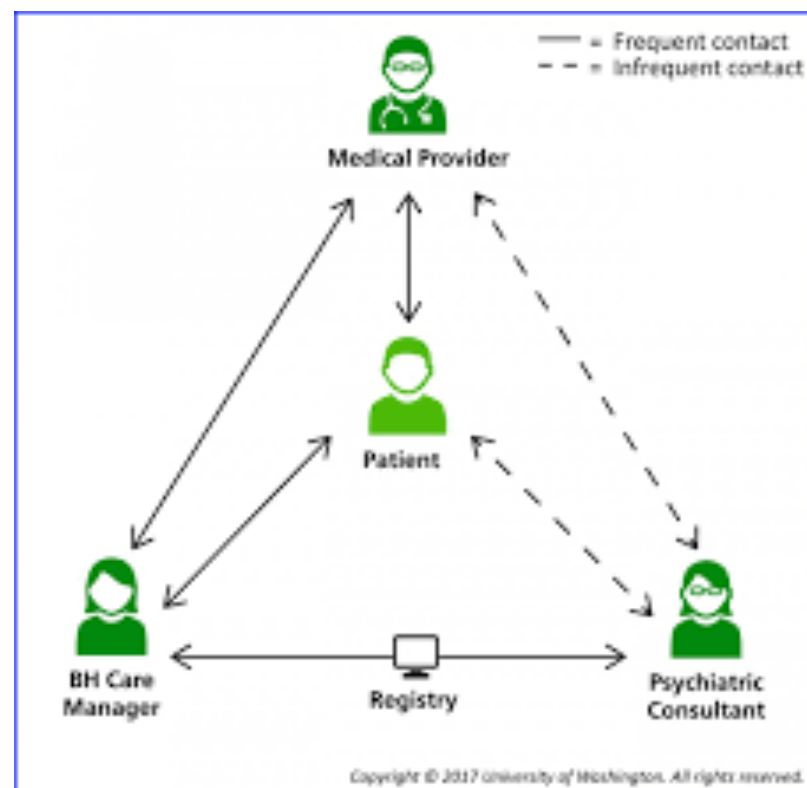 = Frequent contact
= Infrequent contact
Medical Provider
Patient
BH Care
Manager
Registry
Psychiatric
Consultant
Copyright © 2017 University of Washington. All rights reserved.